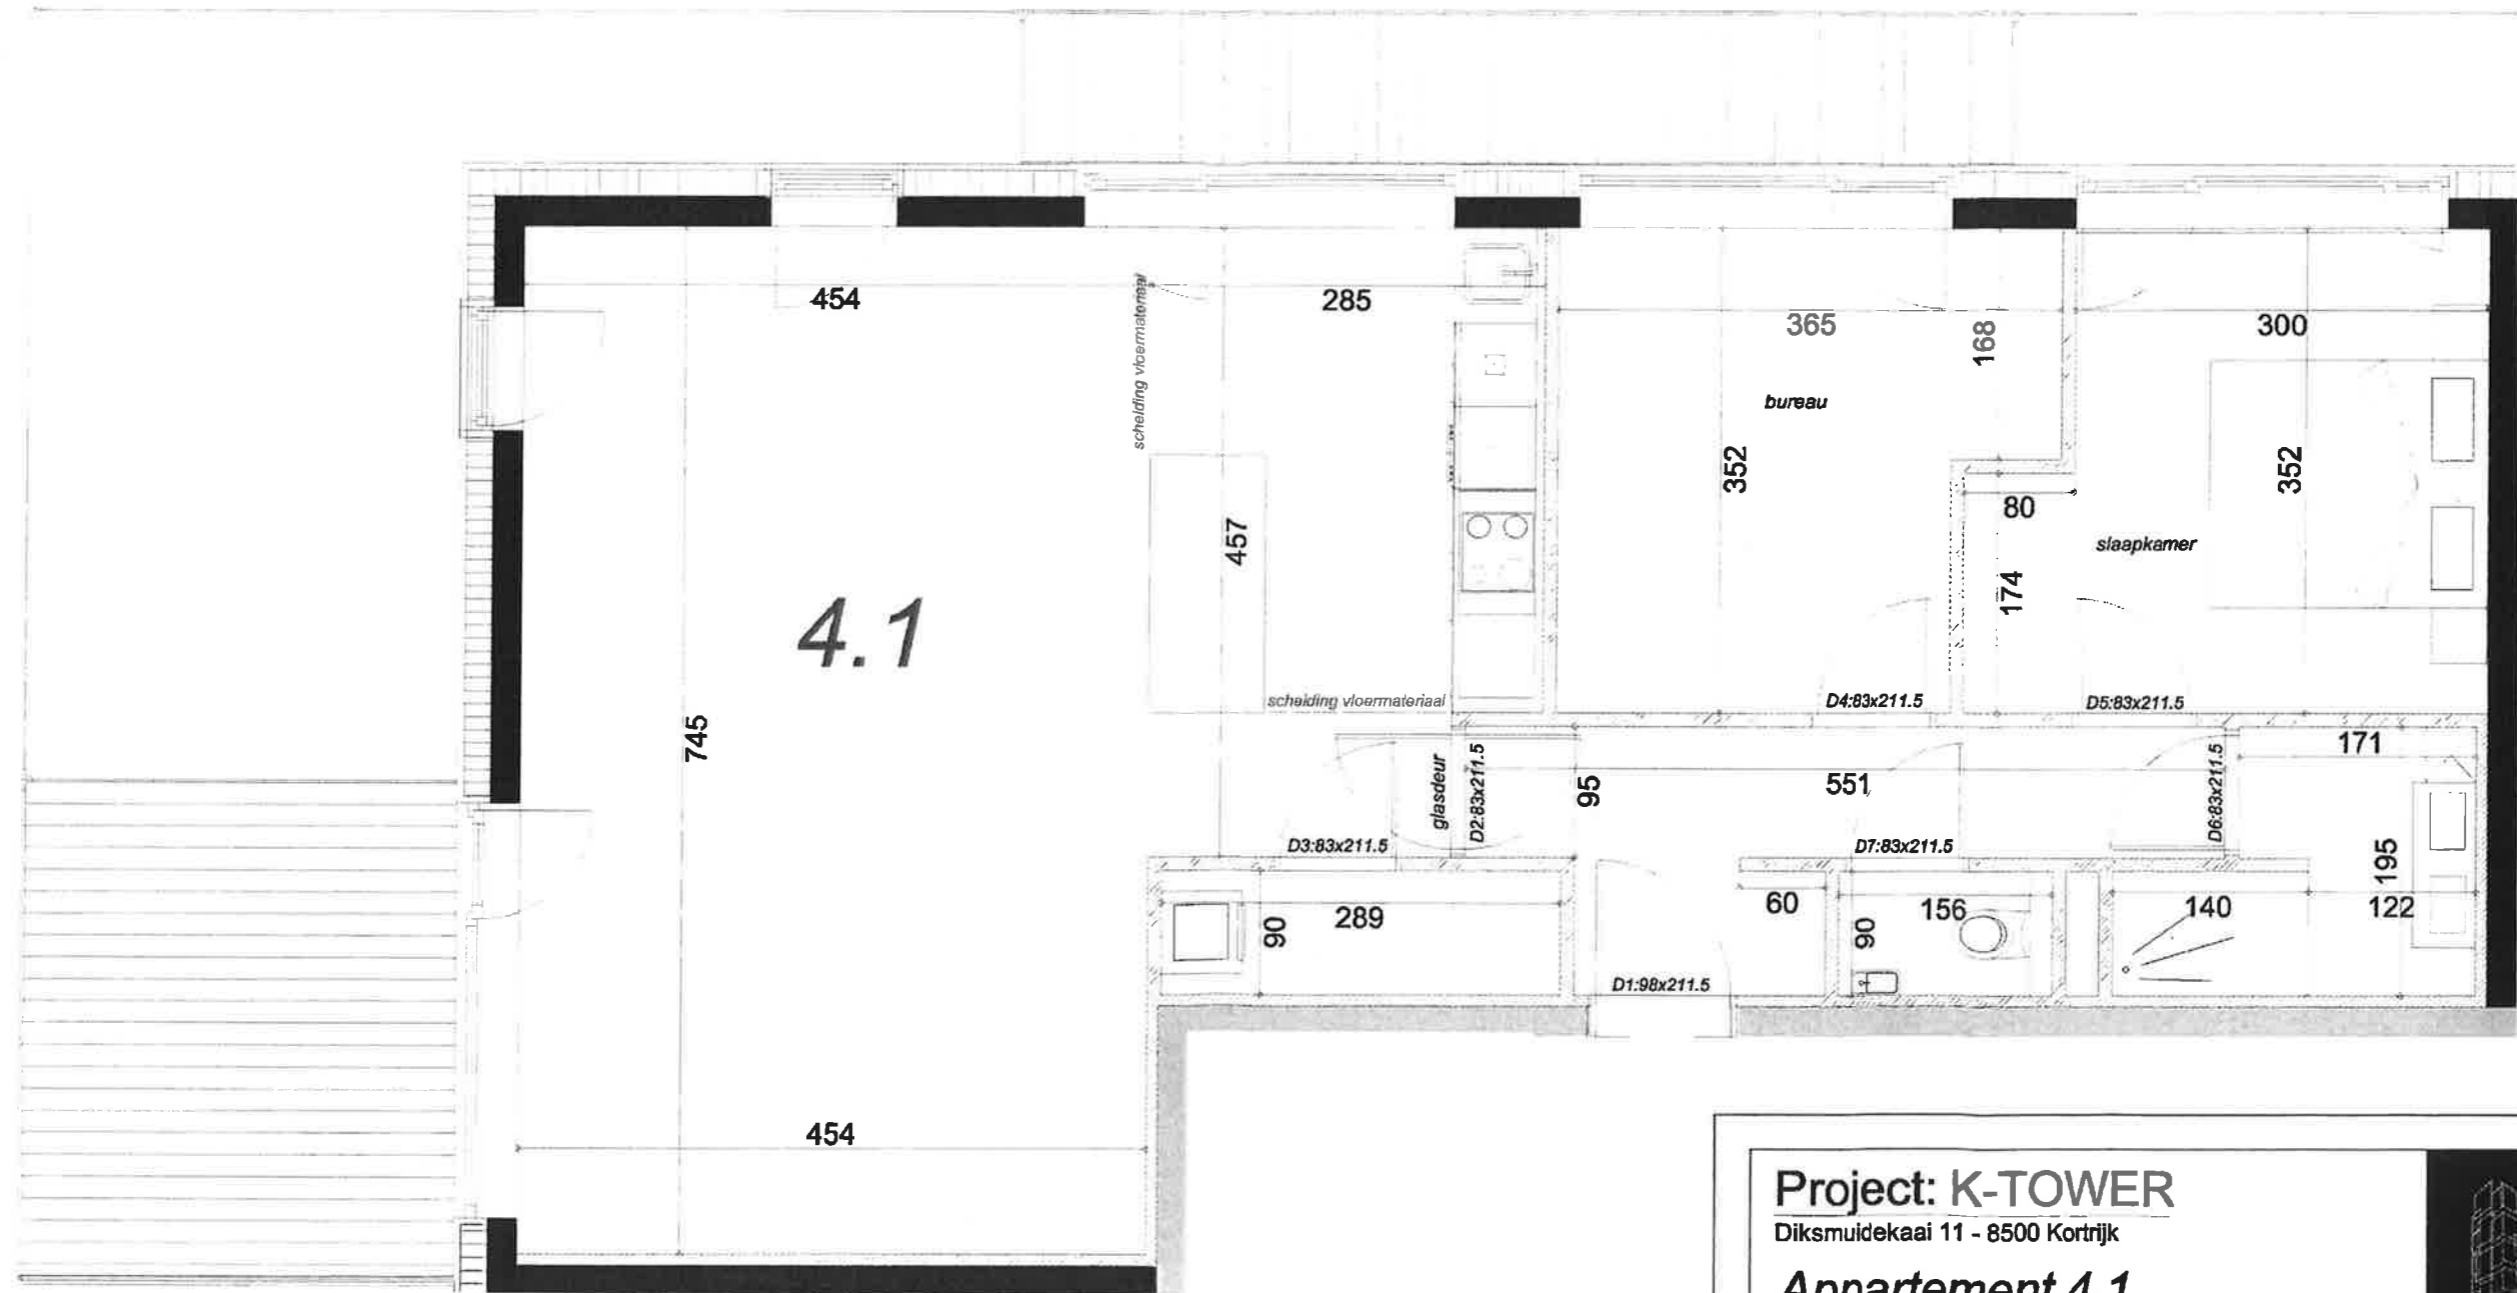 454
285
scheiding vloermateriaal
365
168
300
bureau
352
352
80
slaapkamer
457
174
4.1
745
scheiding vloermateriaal
D4:83x211.5
D5:83x211.5
glasdeur
D2:83x211.5
95
551
D6:83x211.5
171
D3:83x211.5
D7:83x211.5
195
90
289
60
90
156
140
122
D1:98x211.5
454
Project: K-TOWER
Diksmuidekaai 11 - 8500 Kortrijk
Appartement 4.1